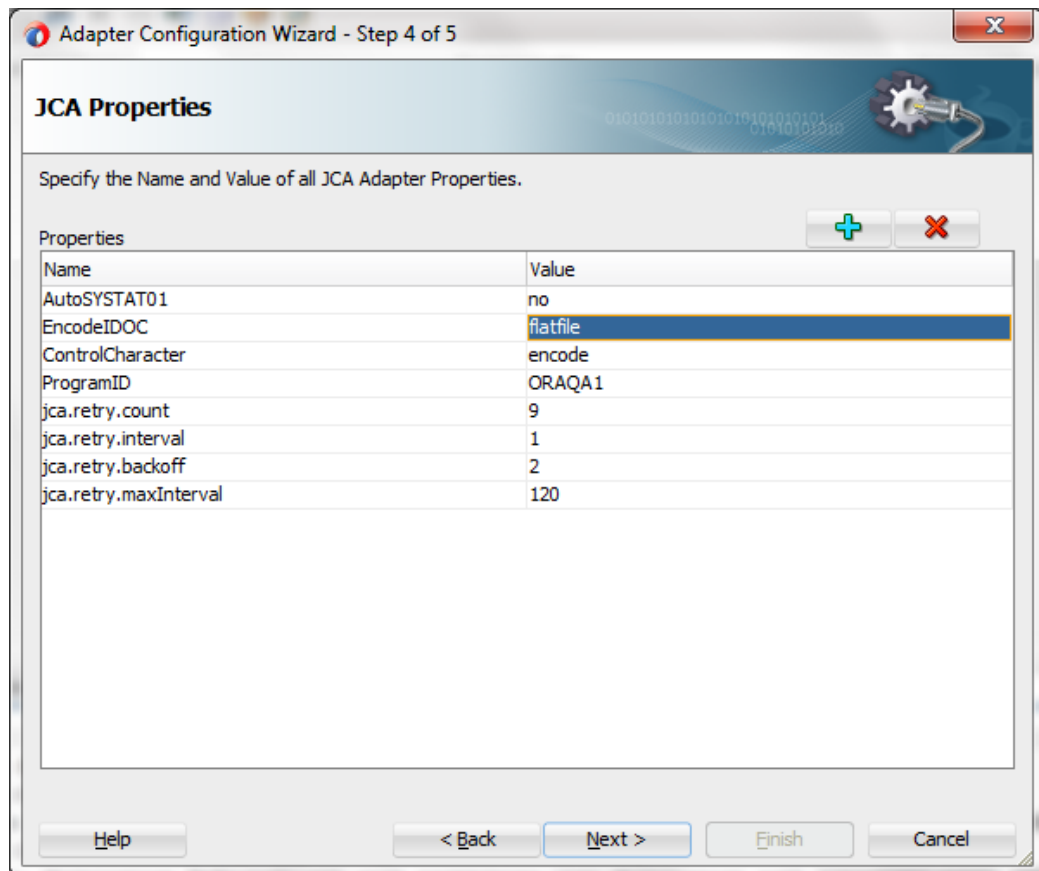 Adapter Configuration Wizard - Step 4 of 5
JCA Properties
Specify the Name and Value of all JCA Adapter Properties.
Properties
Name Value
AutoSYSTAT01 no
EncodeIDOC flatfile
ControlCharacter encode
ProgramID ORAQA1
jca.retry.count 9
jca.retry.interval 1
jca.retry.backoff 2
jca.retry.maxInterval 120
Help < Back Next > Finish Cancel